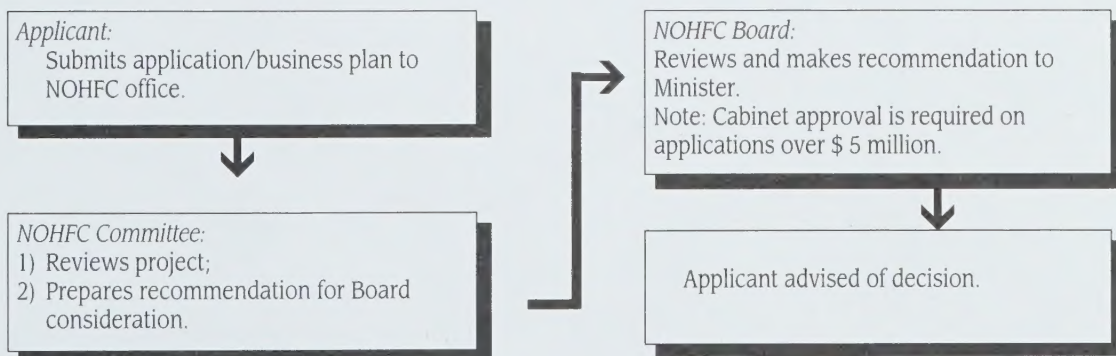 Applicant:
Submits application/business plan to
NOHFC office.
NOHFC Committee:
1) Reviews project;
2) Prepares recommendation for Board
consideration.
NOHFC Board:
Reviews and makes recommendation to
Minister.
Note: Cabinet approval is required on
applications over $ 5 million.
Applicant advised of decision.